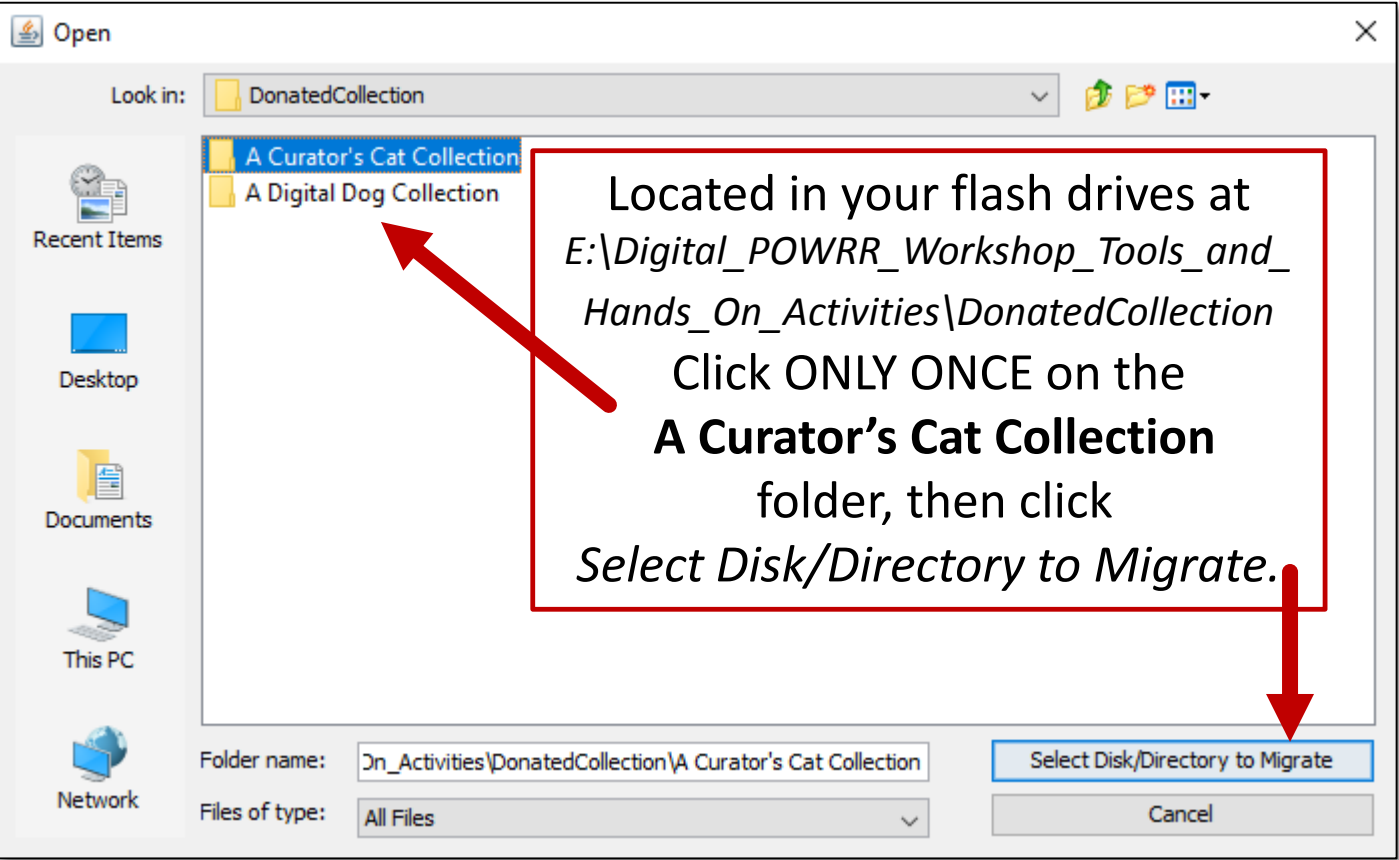 Open
Look in:
DonatedCollection
A Curator's Cat Collection
A Digital Dog Collection
Located in your flash drives at
E:\Digital_POWRR_Workshop_Tools_and_
Hands_On_Activities\DonatedCollection
Click ONLY ONCE on the
A Curator’s Cat Collection
folder, then click
Select Disk/Directory to Migrate.
Recent Items
Desktop
Documents
This PC
Network
Folder name:
On_Activities\DonatedCollection\A Curator's Cat Collection
Select Disk/Directory to Migrate
Files of type:
All Files
Cancel